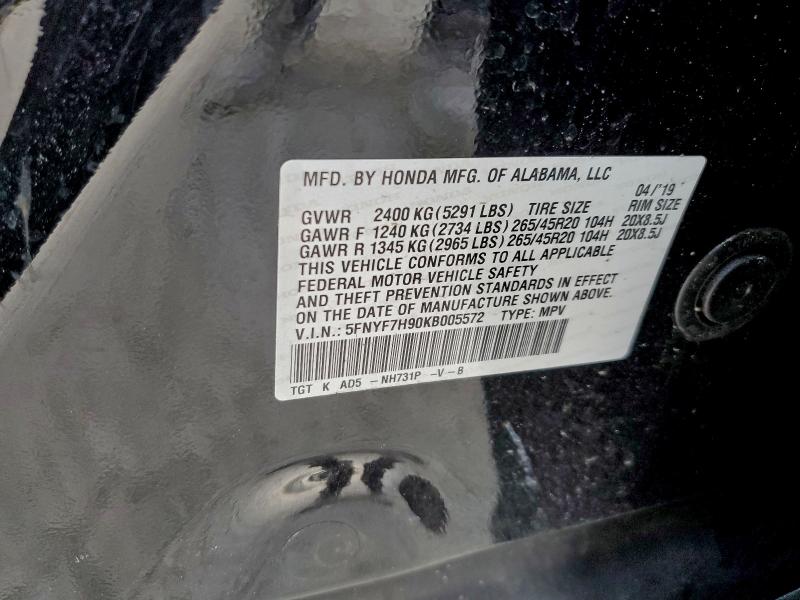 MFD. BY HONDA MFG. OF ALABAMA, LLC
04/'19
GVWR 2400 KG(5291 LBS) TIRE SIZE RIM SIZE
GAWR F 1240 KG(2734 LBS) 265/45R20 104H 20X8.5J
GAWR R 1345 KG(2965 LBS) 265/45R20 104H 20X8.5J
THIS VEHICLE CONFORMS TO ALL APPLICABLE
FEDERAL MOTOR VEHICLE SAFETY
AND THEFT PREVENTION STANDARDS IN EFFECT
ON THE DATE OF MANUFACTURE SHOWN ABOVE.
V.I.N.: 5FNYF7H90KB005572 TYPE: MPV
TGT K AD5 -NH731P -V-B